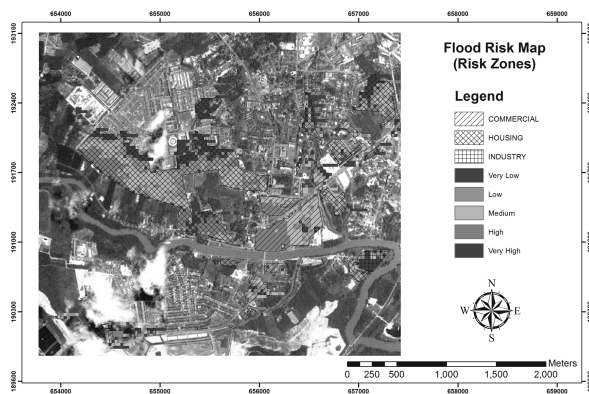 654000 655000 656000 657000 658000 659000
193100
192400
191700
191000
190300
189600
Flood Risk Map
(Risk Zones)
Legend
COMMERCIAL
HOUSING
INDUSTRY
Very Low
Low
Medium
High
Very High
N
W E
S
Meters
0 250 500 1,000 1,500 2,000
654000 655000 656000 657000 658000 659000